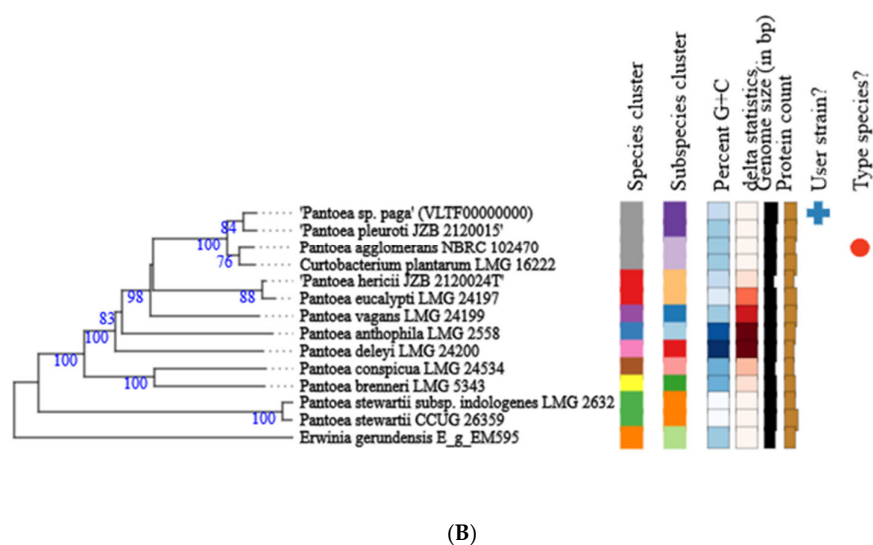 Species cluster
Subspecies cluster
Percent G+C
delta statistics
Genome size (in bp)
Protein count
User strain?
Type species?
'Pantoea sp. paga' (VLTF00000000)
84
'Pantoea pleuroti JZB 2120015'
100
Pantoea agglomerans NBRC 102470
76
Curtobacterium plantarum LMG 16222
'Pantoea hericii JZB 2120024T'
98
88
Pantoea eucalypti LMG 24197
83
Pantoea vagans LMG 24199
100
Pantoea anthophila LMG 2558
Pantoea deleyi LMG 24200
100
Pantoea conspicua LMG 24534
100
Pantoea brenneri LMG 5343
Pantoea stewartii subsp. indologenes LMG 2632
100
Pantoea stewartii CCUG 26359
Erwinia gerundensis E_g_EM595
(B)